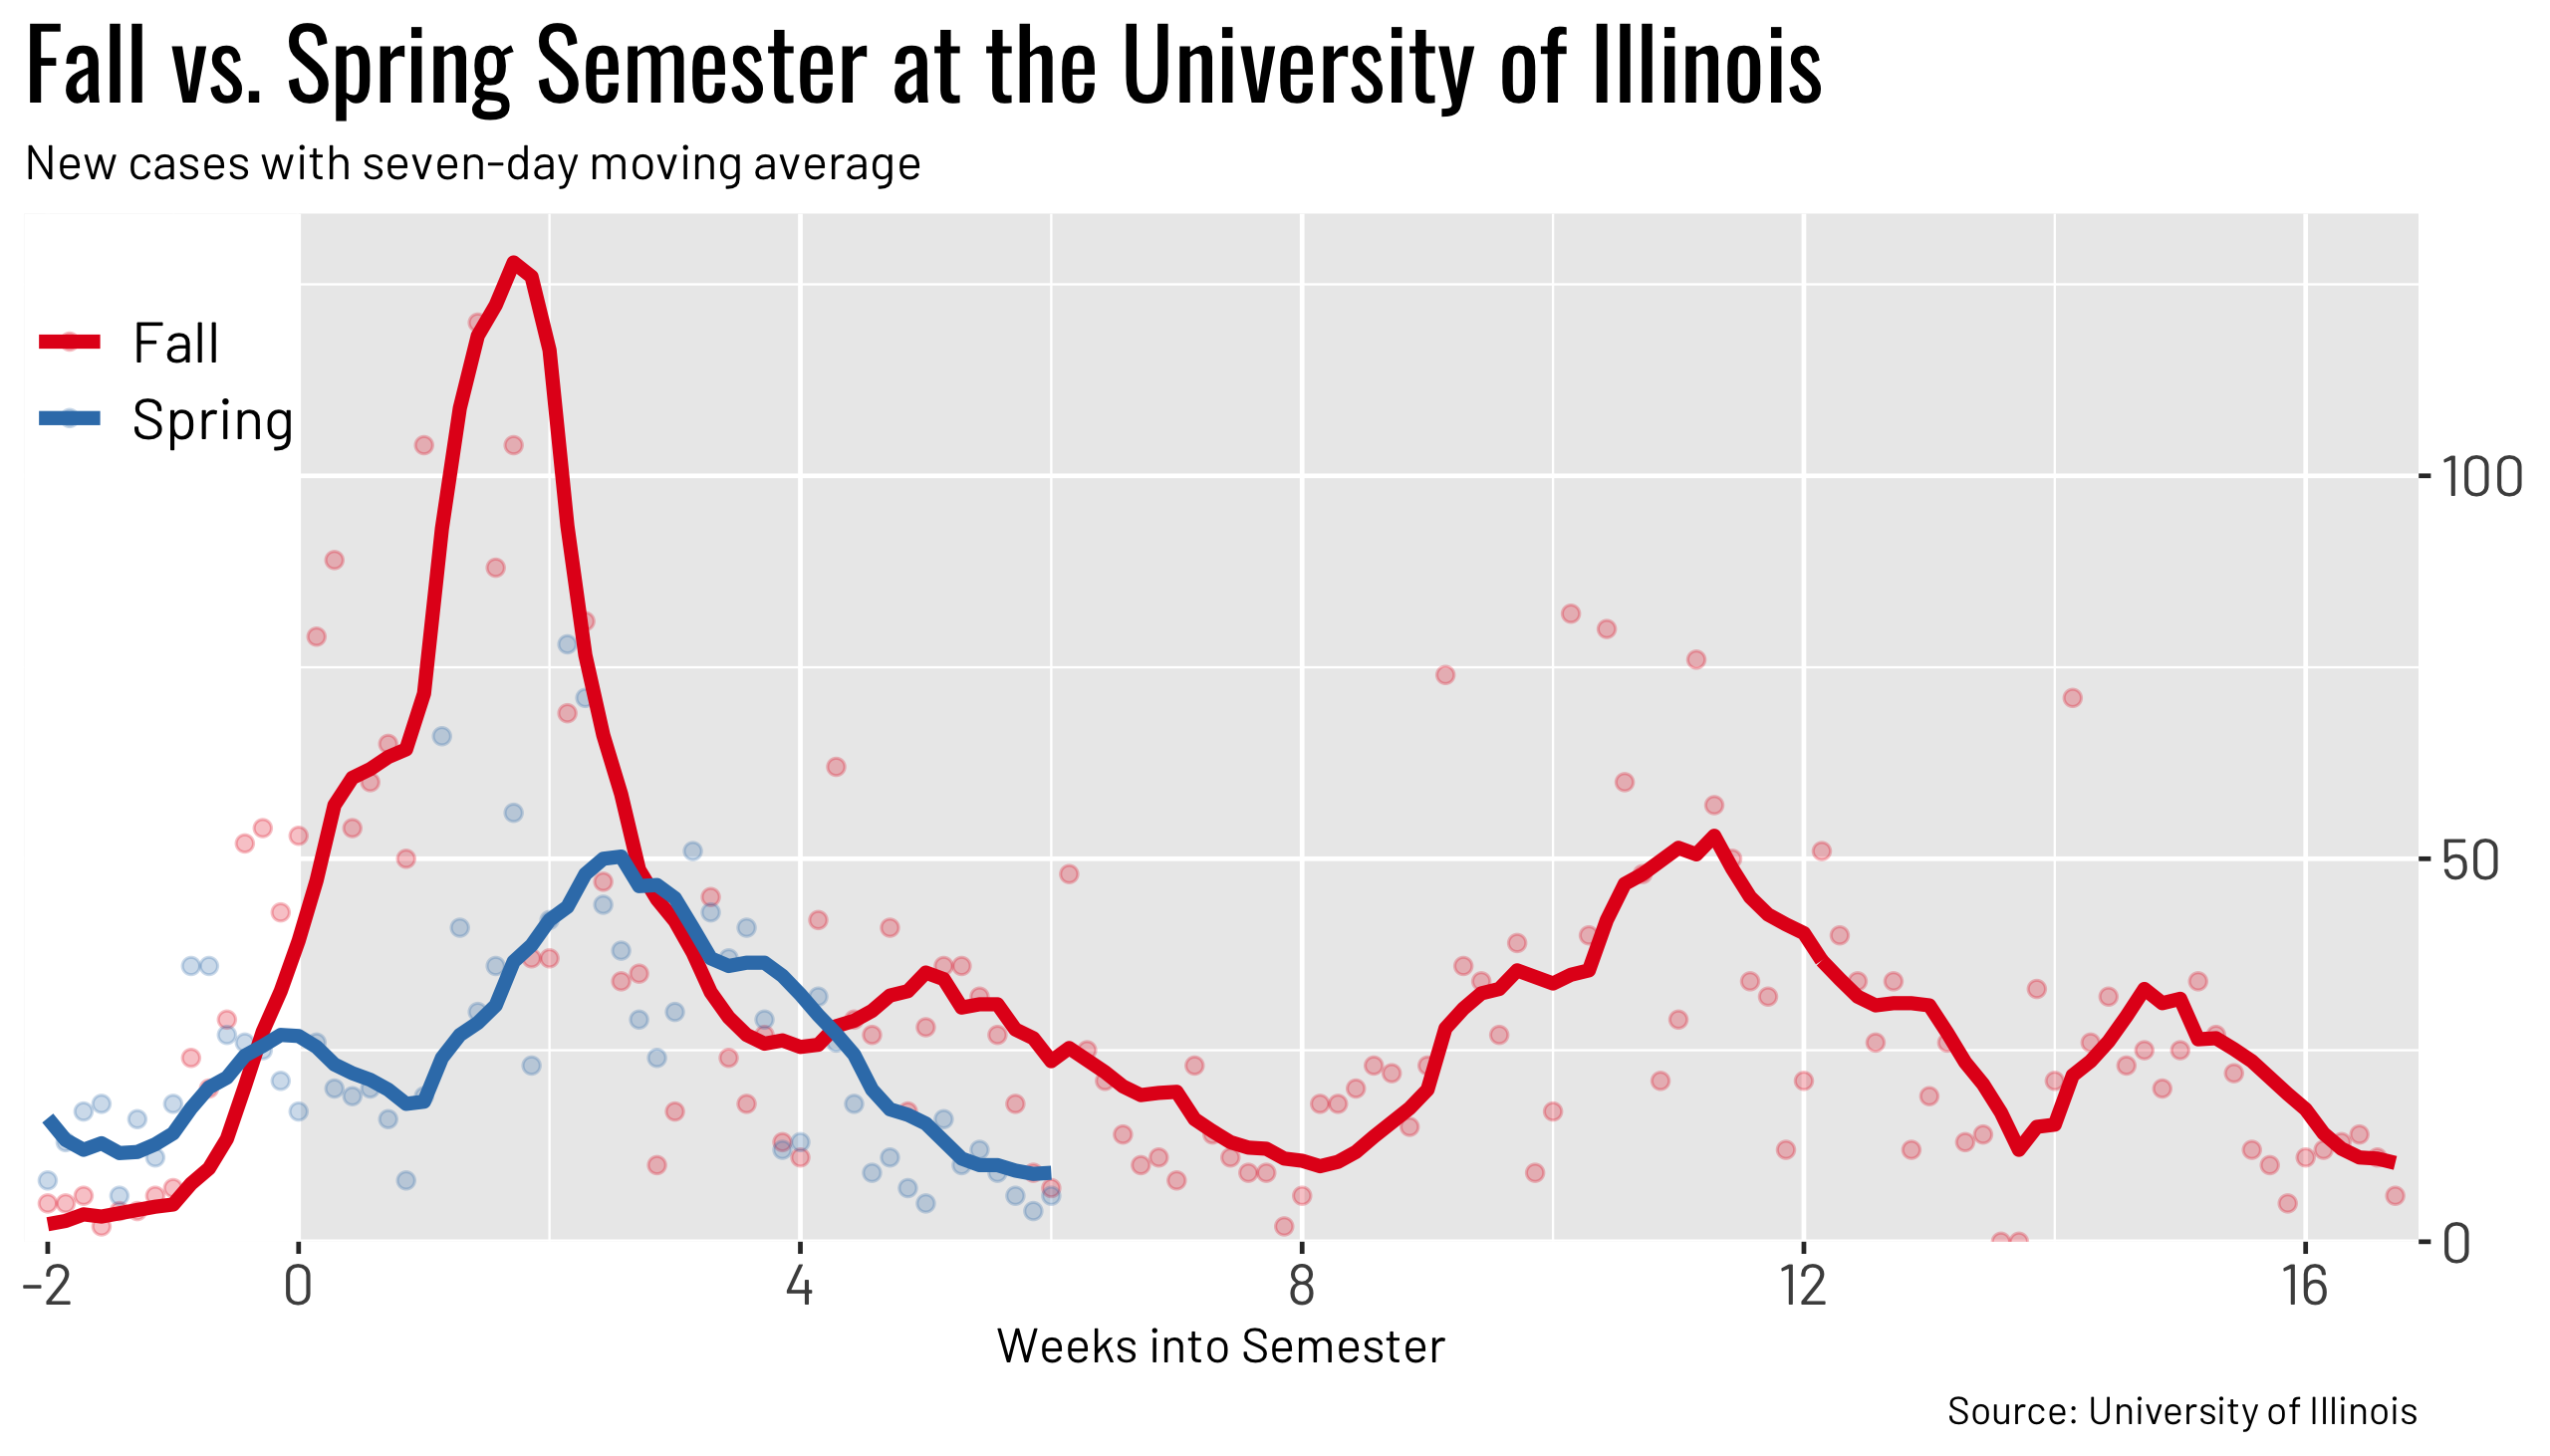 Fall vs. Spring Semester at the University of Illinois
New cases with seven-day moving average
Fall
Spring
100
50
0
-2 0 4 8 12 16
Weeks into Semester
Source: University of Illinois